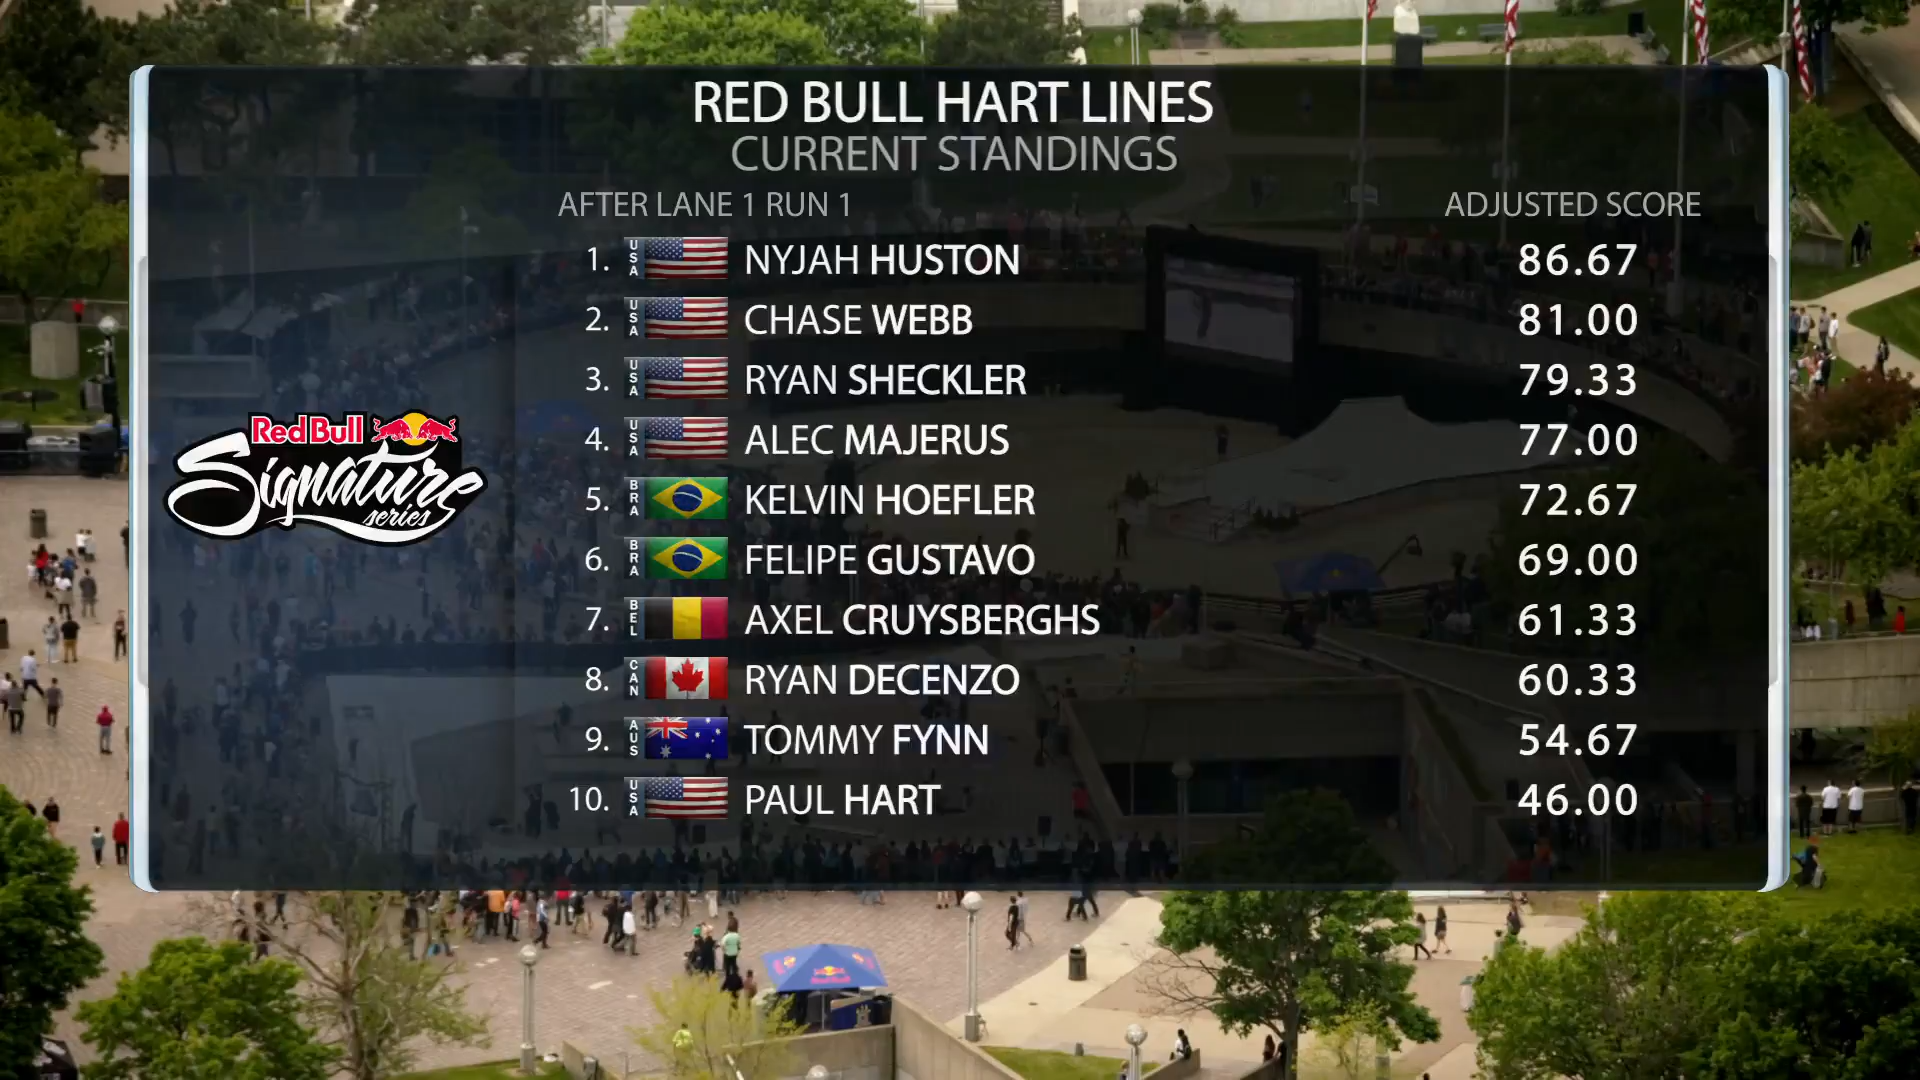 RED BULL HART LINES
CURRENT STANDINGS
AFTER LANE 1 RUN 1 ADJUSTED SCORE
1. USA NYJAH HUSTON 86.67
2. USA CHASE WEBB 81.00
3. USA RYAN SHECKLER 79.33
4. USA ALEC MAJERUS 77.00
5. BRA KELVIN HOEFLER 72.67
6. BRA FELIPE GUSTAVO 69.00
7. BEL AXEL CRUYSBERGHS 61.33
8. CAN RYAN DECENZO 60.33
9. AUS TOMMY FYNN 54.67
10. USA PAUL HART 46.00
Red Bull
Signature
series
Red Bull